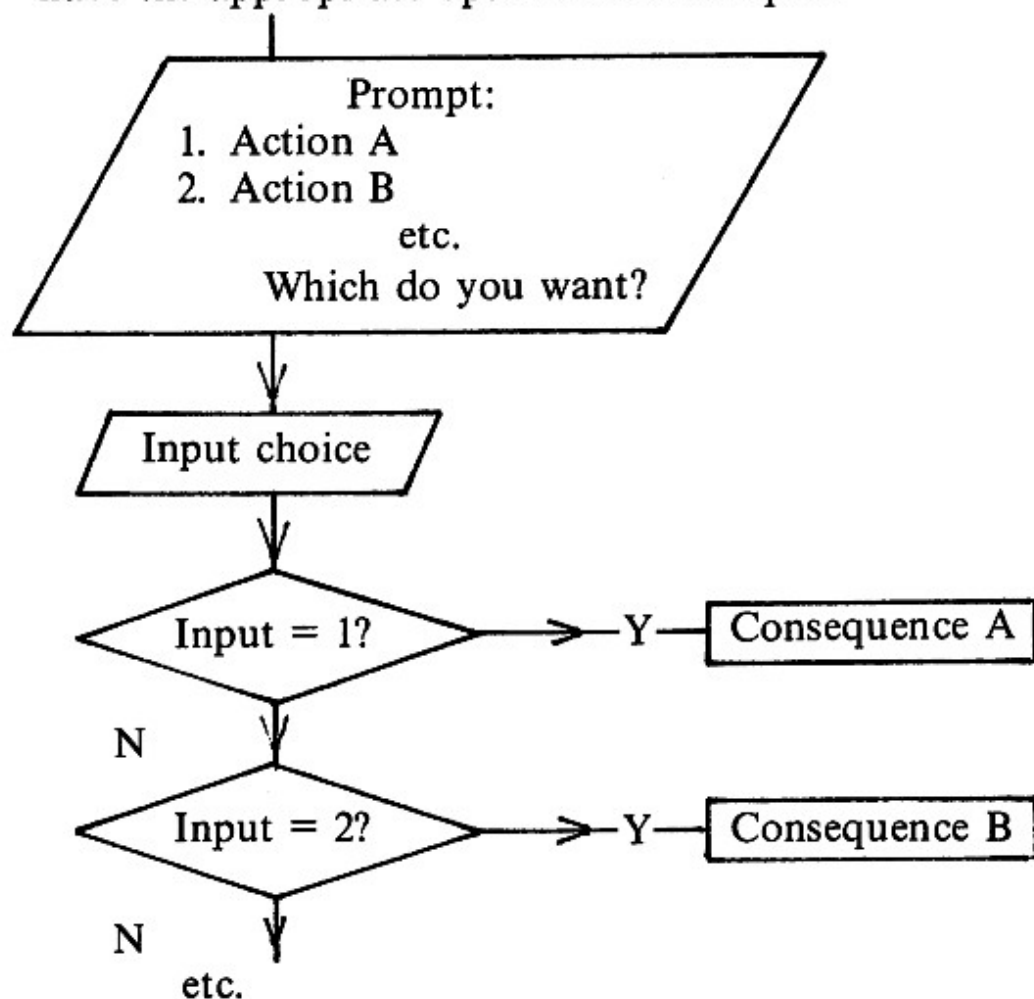 Prompt:
1. Action A
2. Action B
etc.
Which do you want?
Input choice
Input = 1?
Y
Consequence A
N
Input = 2?
Y
Consequence B
N
etc.